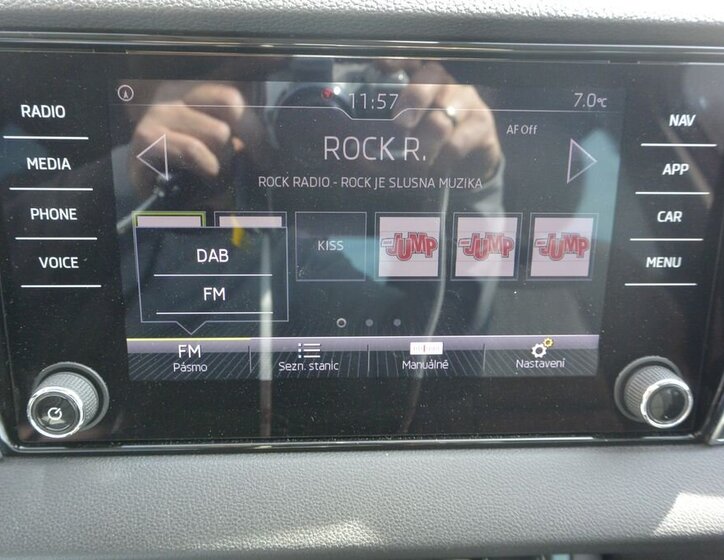 RADIO
MEDIA
PHONE
VOICE
11:57
7.0°C
AF Off
ROCK R.
ROCK RADIO - ROCK JE SLUSNA MUZIKA
KISS
JUMP
JUMP
JUMP
DAB
FM
FM
Pásmo
Sezn. stanic
Manuálně
Nastavení
NAV
APP
CAR
MENU